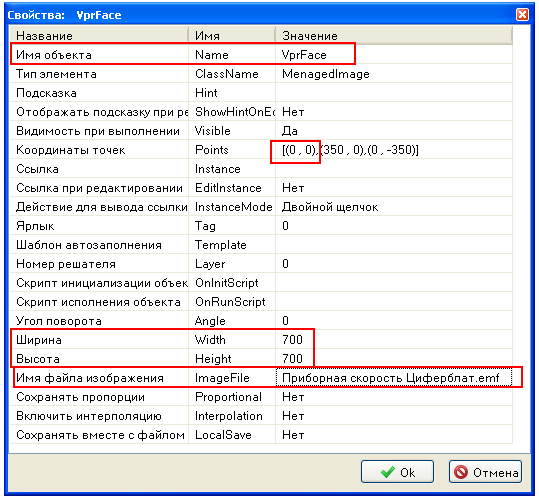 Свойства: VprFace
Название Имя Значение
Имя объекта Name VprFace
Тип элемента ClassName MenagedImage
Подсказка Hint
Отображать подсказку при ре ShowHintOnEc Нет
Видимость при выполнении Visible Да
Координаты точек Points [(0 , 0),(350 , 0),(0 , -350)]
Ссылка Instance
Ссылка при редактировании EditInstance Нет
Действие для вывода ссылки InstanceMode Двойной щелчок
Ярлык Tag 0
Шаблон автозаполнения Template
Номер решателя Layer 0
Скрипт инициализации объек OnInitScript
Скрипт исполнения объекта OnRunScript
Угол поворота Angle 0
Ширина Width 700
Высота Height 700
Имя файла изображения ImageFile Приборная скорость Циферблат.emf
Сохранять пропорции Proportional Нет
Включить интерполяцию Interpolation Нет
Сохранять вместе с файлом LocalSave Нет
Ok Отмена